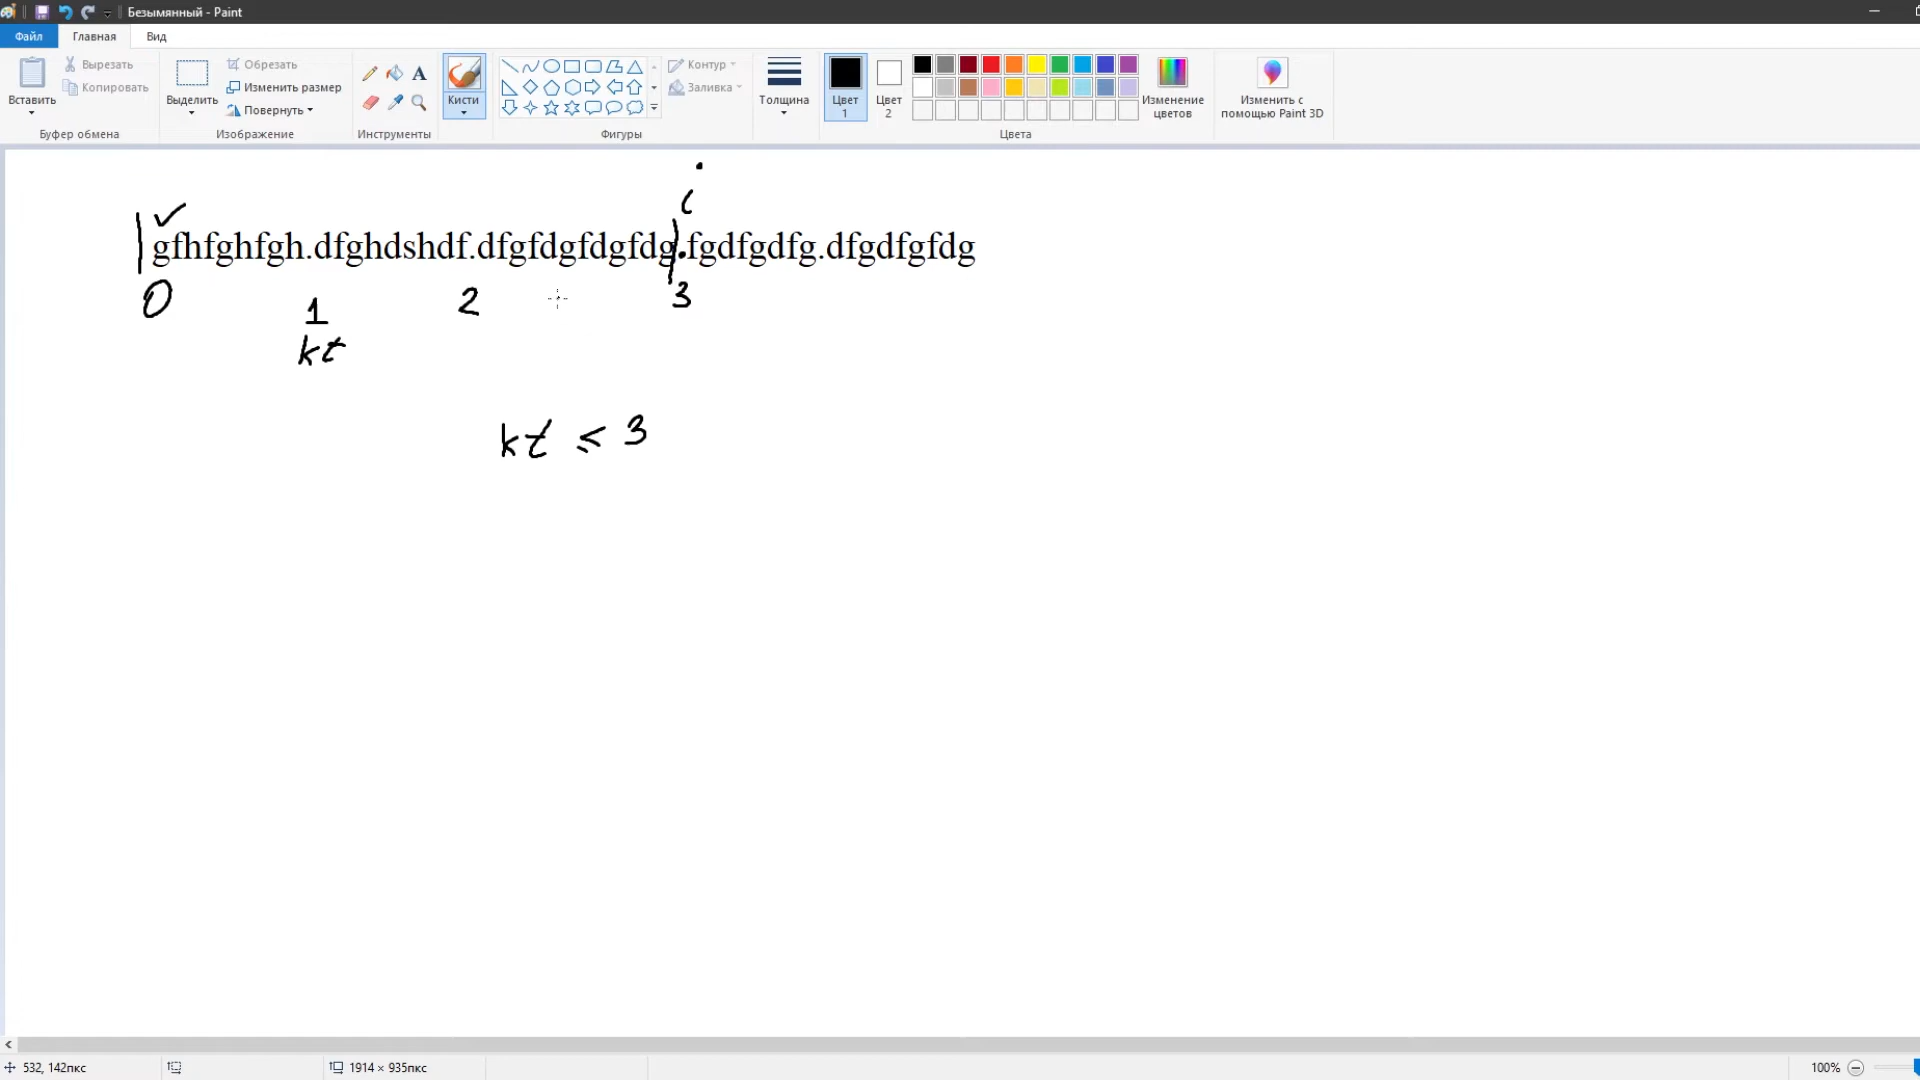 Безымянный - Paint
Файл Главная Вид
Вставить
Вырезать
Копировать
Буфер обмена
Выделить
Обрезать
Изменить размер
Повернуть
Изображение
A
Инструменты
Кисти
Контур
Заливка
Фигуры
Толщина
Цвет 1
Цвет 2
Изменение цветов
Цвета
Изменить с помощью Paint 3D
i
gfhfghfgh.dfghdshdf.dfgfdgfdgfdg.fgdfgdfg.dfgdfgfdg
0 1 2 3
kt
kt ≤ 3
532, 142пкс 1914 × 935пкс 100%